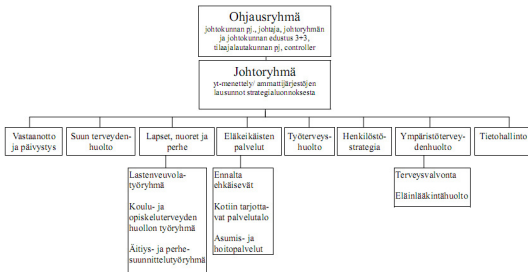 Ohjausryhmä
johtokunnan pj., johtaja, johtoryhmän
ja johtokunnan edustus 3+3,
tilaajalautakunnan pj, controller
Johtoryhmä
yt-menettely/ ammattijärjestöjen
lausunnot strategialuonnoksesta
Vastaanotto
ja päivystys
Suun terveyden-
huolto
Lapset, nuoret ja
perhe
Eläkeikäisten
palvelut
Työterveys-
huolto
Henkilöstö-
strategia
Ympäristötervey-
denhuolto
Tietohallinto
Lastenneuvola-
työryhmä
Koulu- ja
opiskeluterveyden
huollon työryhmä
Äitiys- ja perhe-
suunnittelutyöryhmä
Ennalta
ehkäisevät
Kotiin tarjotta-
vat palvelutalo
Asumis- ja
hoitopalvelut
Terveysvalvonta
Eläinlääkintähuolto